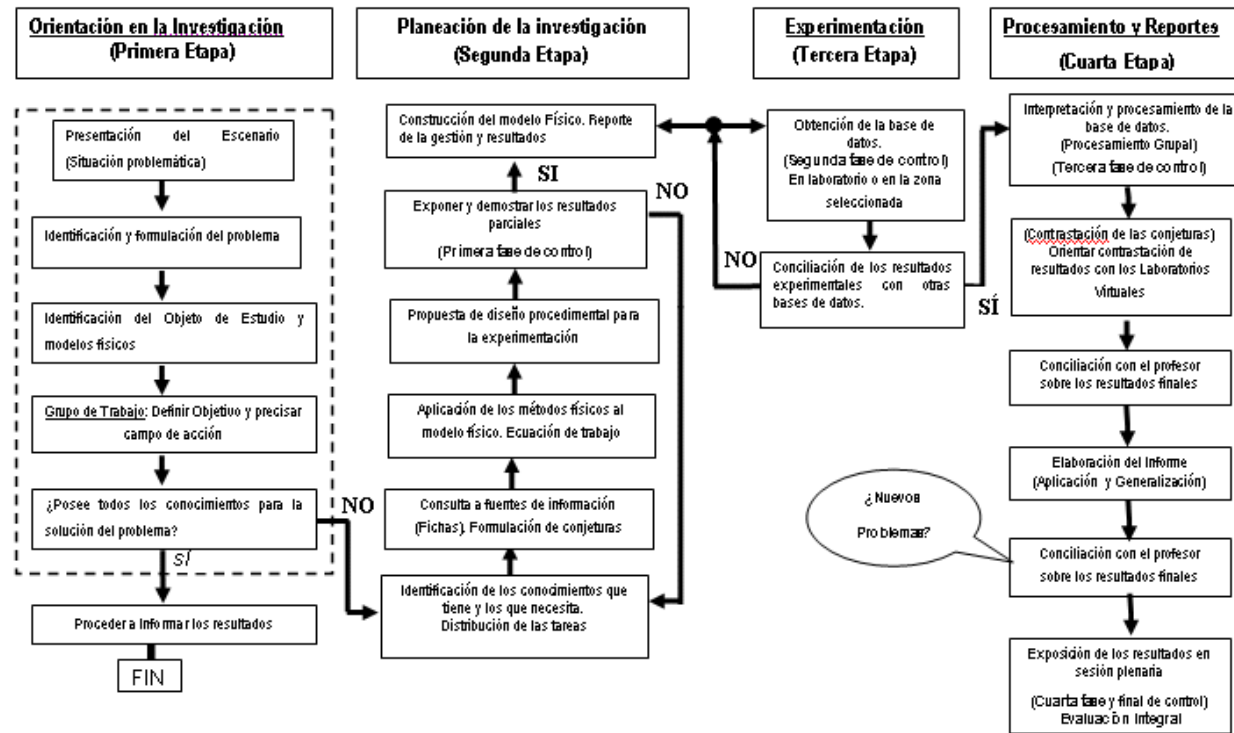 Orientación en la Investigación
(Primera Etapa)
Presentación del Escenario
(Situación problemática)
Identificación y formulación del problema
Identificación del Objeto de Estudio y
modelos físicos
Grupo de Trabajo: Definir Objetivo y precisar
campo de acción
¿Posee todos los conocimientos para la
solución del problema?
NO
SÍ
Proceder a Informar los resultados
FIN
Planeación de la investigación
(Segunda Etapa)
Construcción del modelo Físico. Reporte
de la gestión y resultados
SI
NO
Exponer y demostrar los resultados
parciales
(Primera fase de control)
Propuesta de diseño procedimental para
la experimentación
Aplicación de los métodos físicos al
modelo físico. Ecuación de trabajo
Consulta a fuentes de información
(Fichas). Formulación de conjeturas
Identificación de los conocimientos que
tiene y los que necesita.
Distribución de las tareas
Experimentación
(Tercera Etapa)
Obtención de la base de
datos.
(Segunda fase de control)
En laboratorio o en la zona
seleccionada
NO
Conciliación de los resultados
experimentales con otras
bases de datos.
SÍ
Procesamiento y Reportes
(Cuarta Etapa)
Interpretación y procesamiento de la
base de datos.
(Procesamiento Grupal)
(Tercera fase de control)
(Contrastación de las conjeturas)
Orientar contrastación de
resultados con los Laboratorios
Virtuales
Conciliación con el profesor
sobre los resultados finales
Elaboración del Informe
(Aplicación y Generalización)
¿Nuevos
Problemas?
Conciliación con el profesor
sobre los resultados finales
Exposición de los resultados en
sesión plenaria
(Cuarta fase y final de control)
Evaluación Integral